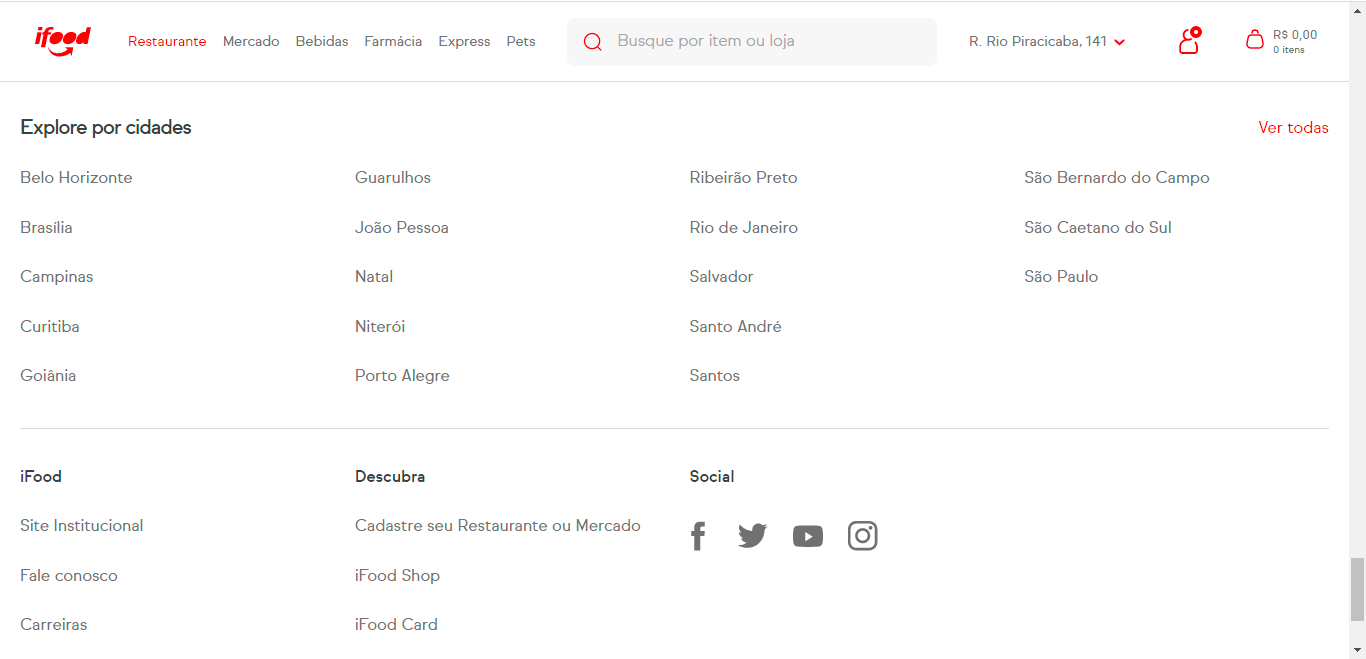 ifood
Restaurante
Mercado
Bebidas
Farmácia
Express
Pets
Busque por item ou loja
R. Rio Piracicaba, 141
R$ 0,00
0 itens
Explore por cidades
Ver todas
Belo Horizonte
Brasília
Campinas
Curitiba
Goiânia
Guarulhos
João Pessoa
Natal
Niterói
Porto Alegre
Ribeirão Preto
Rio de Janeiro
Salvador
Santo André
Santos
São Bernardo do Campo
São Caetano do Sul
São Paulo
iFood
Site Institucional
Fale conosco
Carreiras
Descubra
Cadastre seu Restaurante ou Mercado
iFood Shop
iFood Card
Social